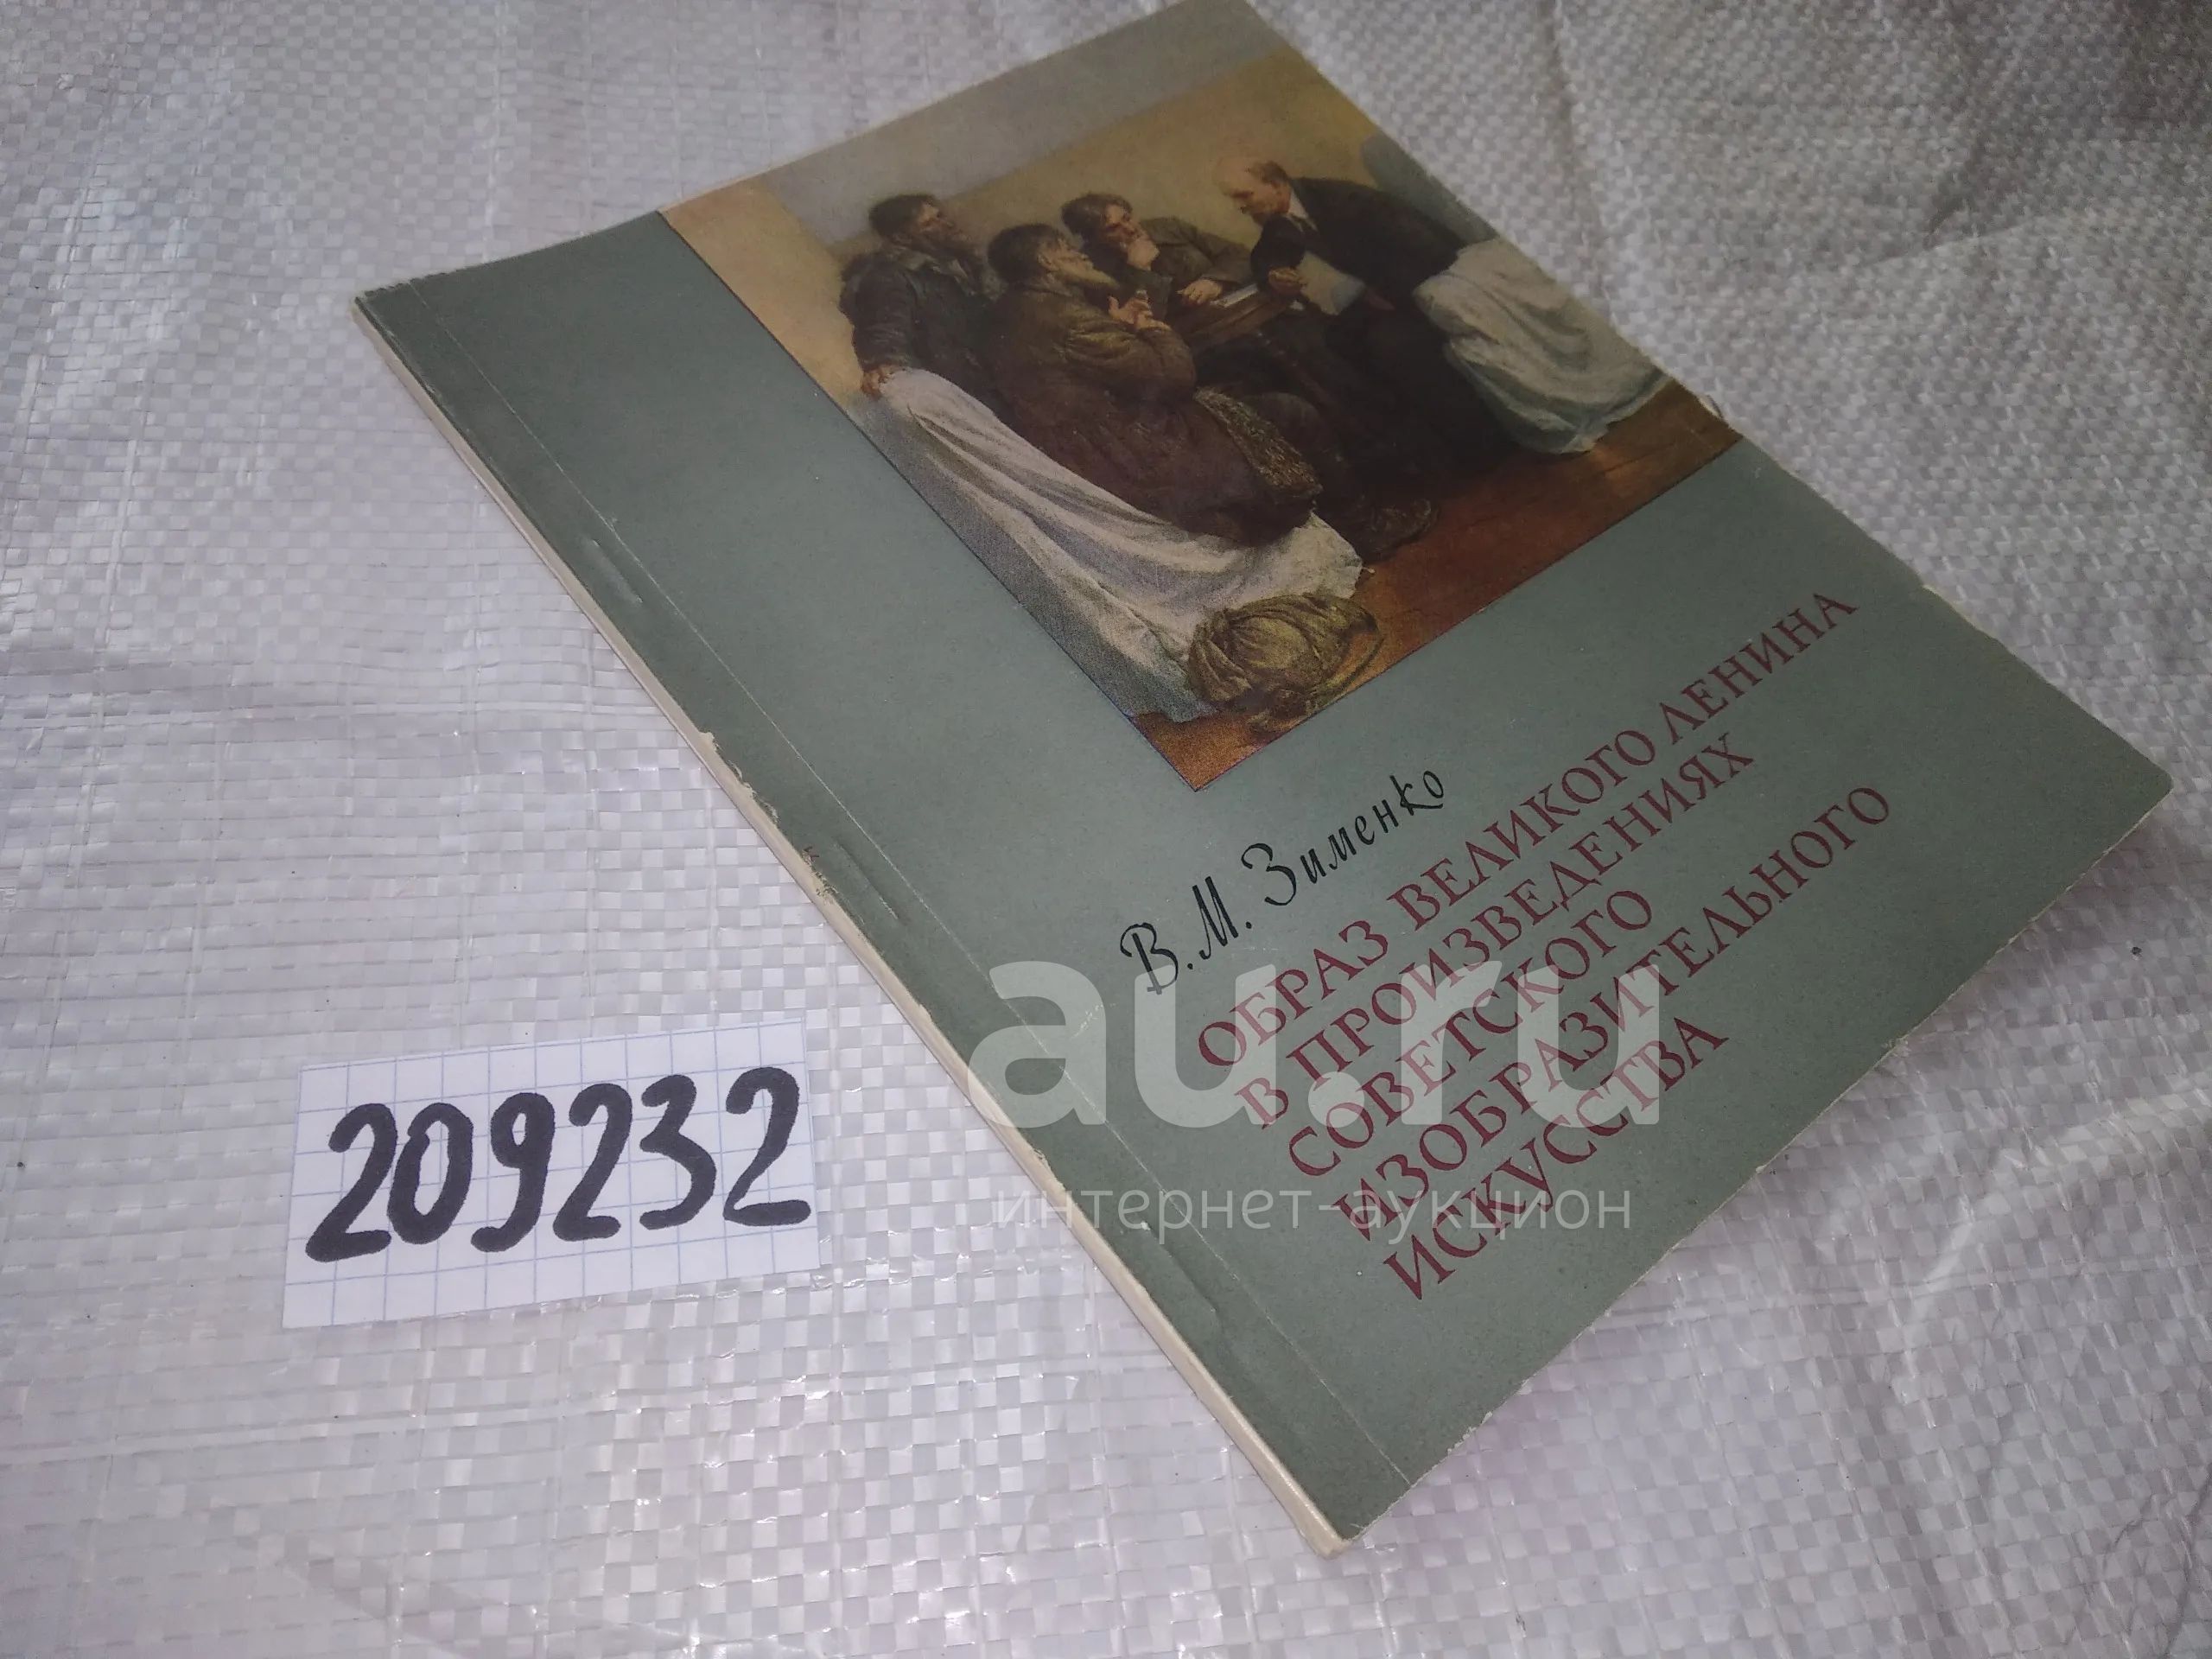 В. М. Зименко
ОБРАЗ ВЕЛИКОГО ЛЕНИНА
В ПРОИЗВЕДЕНИЯХ
СОВЕТСКОГО
ИЗОБРАЗИТЕЛЬНОГО
ИСКУССТВА
209232
au.ru
интернет-аукцион